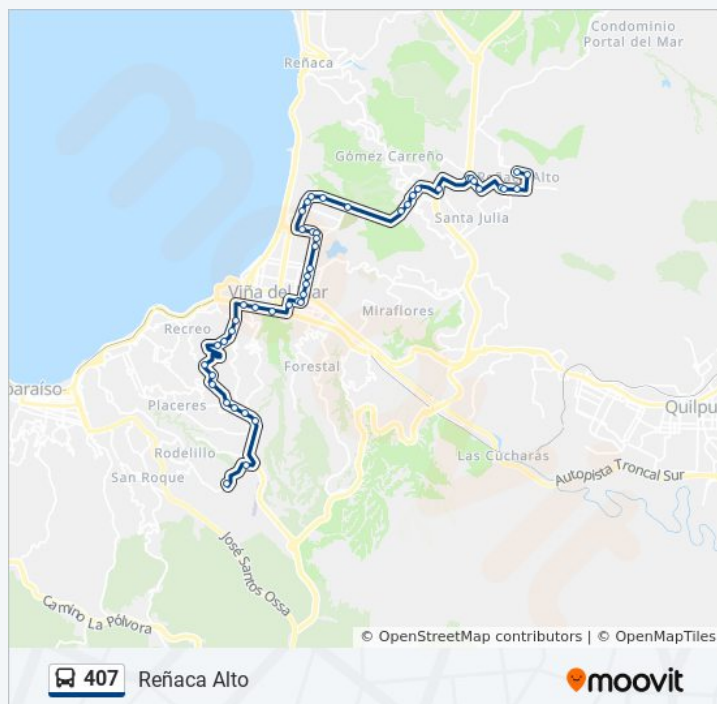 Condominio
Portal del Mar
Reñaca
Gómez Carreño
Reñaca Alto
Santa Julia
Viña del Mar
Miraflores
Recreo
Forestal
paraíso
Placeres
Quilpu
Las Cúcharas
Rodelillo
San Roque
Autopista Troncal Sur
José Santos Ossa
Camino La Pólvora
© OpenStreetMap contributors | © OpenMapTiles
407 Reñaca Alto
moovit